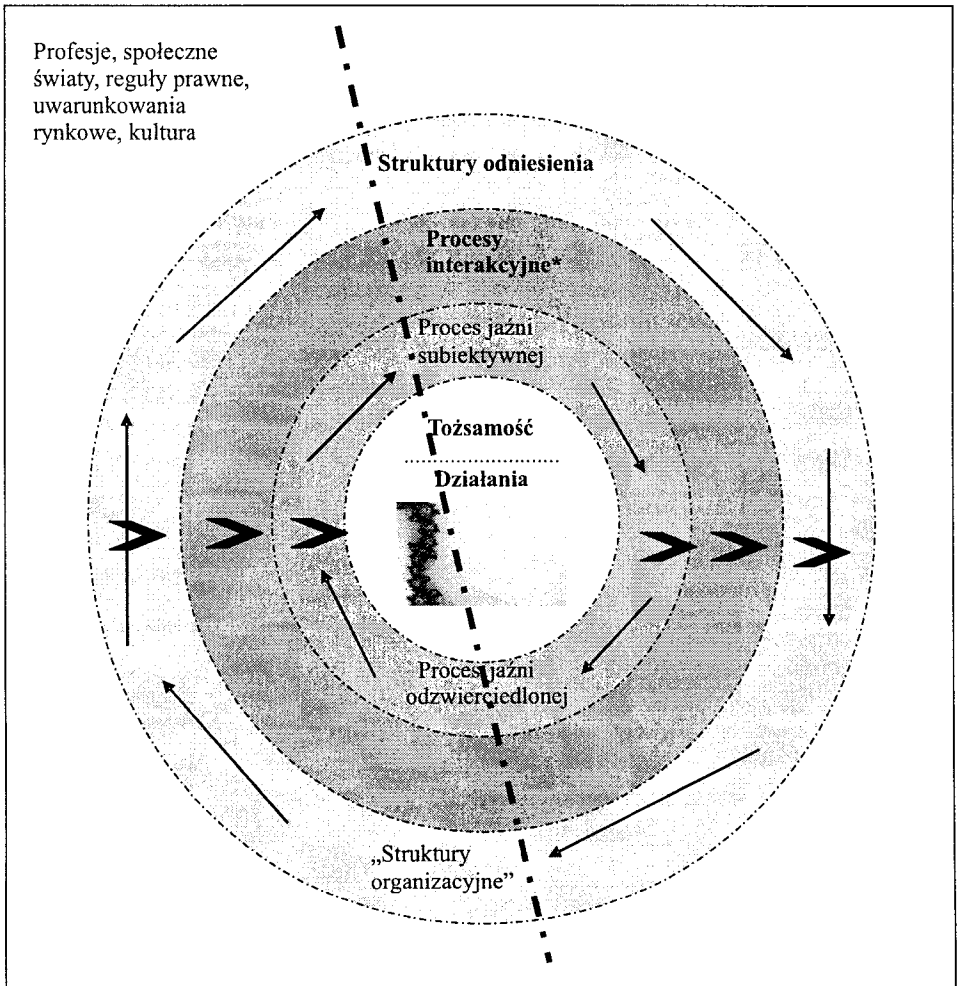 Profesje, społeczne
światy, reguły prawne,
uwarunkowania
rynkowe, kultura
Struktury odniesienia
Procesy
interakcyjne*
Proces jaźni
subiektywnej
Tożsamość
Działania
Proces jaźni
odzwierciedlonej
„Struktury
organizacyjne”